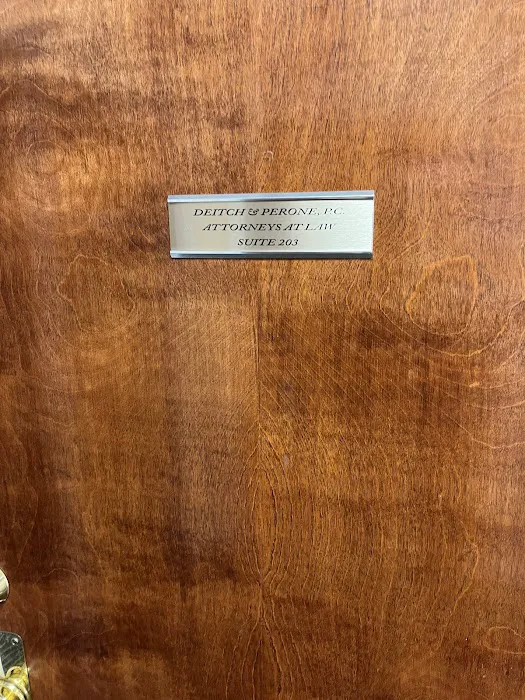 DEITCH & PERONE, P.C.
ATTORNEYS AT LAW
SUITE 203